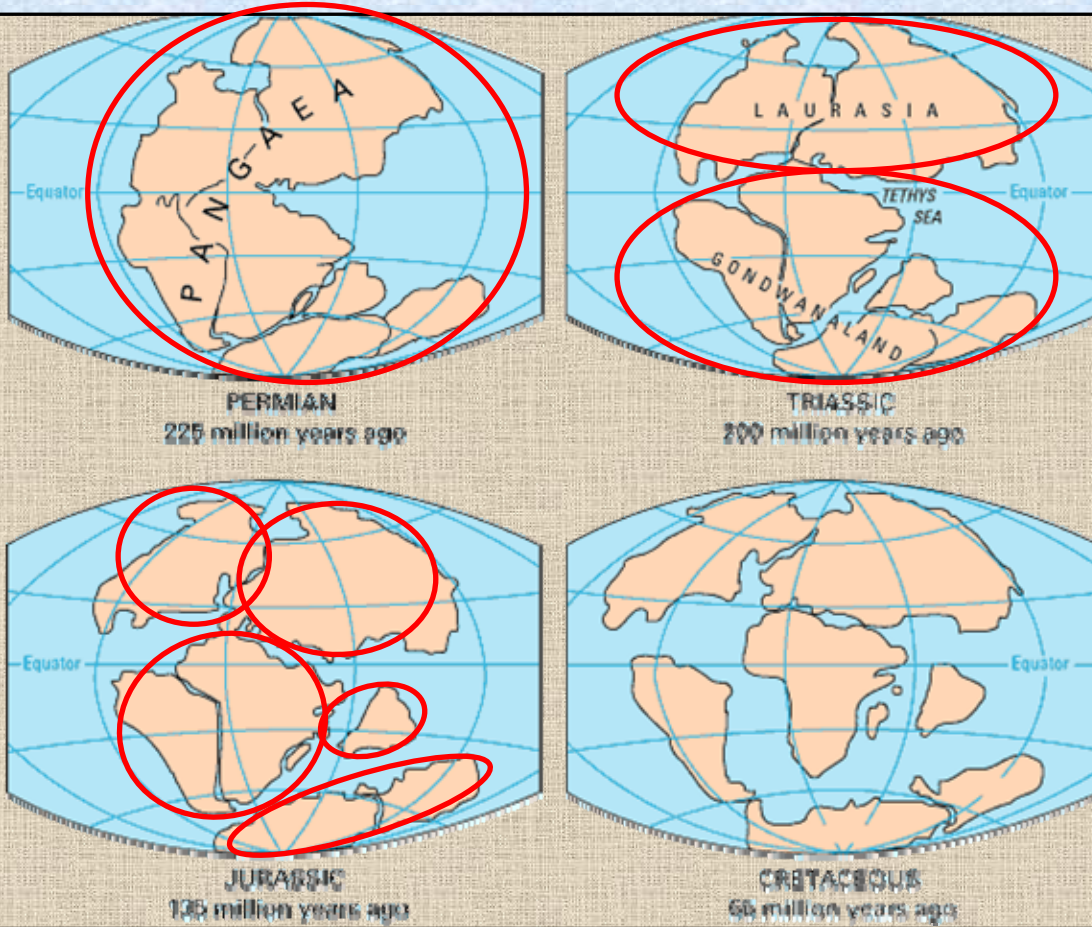 PANGAEA
Equator
PERMIAN
225 million years ago
LAURASIA
TETHYS
SEA
Equator
GONDWANALAND
TRIASSIC
200 million years ago
Equator
JURASSIC
135 million years ago
Equator
CRETACEOUS
65 million years ago